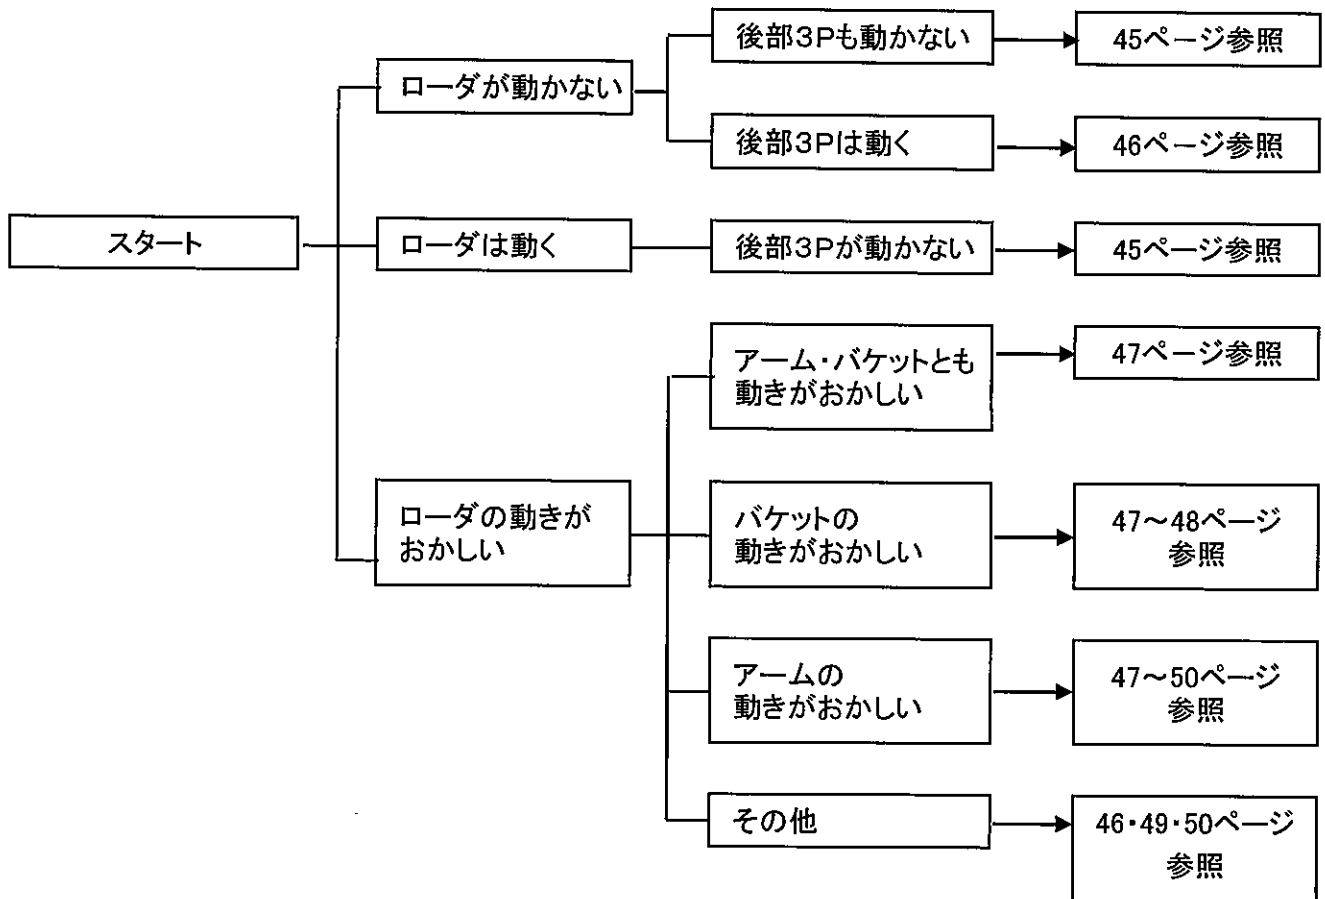 スタート
ローダが動かない
後部3Pも動かない
45ページ参照
後部3Pは動く
46ページ参照
ローダは動く
後部3Pが動かない
45ページ参照
ローダの動きが
おかしい
アーム・バケットとも
動きがおかしい
47ページ参照
バケットの
動きがおかしい
47～48ページ
参照
アームの
動きがおかしい
47～50ページ
参照
その他
46・49・50ページ
参照